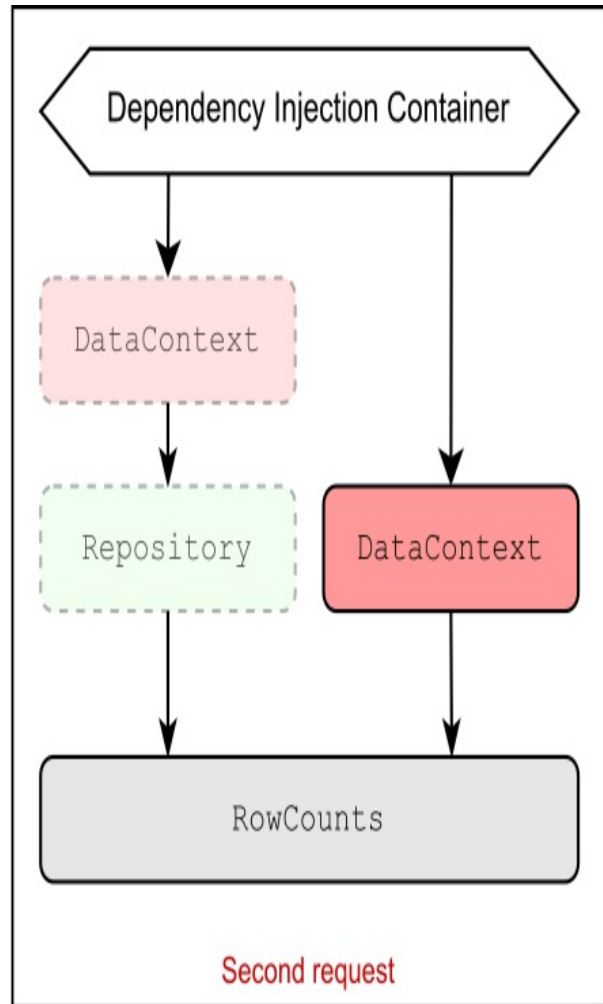 Dependency Injection Container
DataContext
Repository
DataContext
RowCounts
Second request